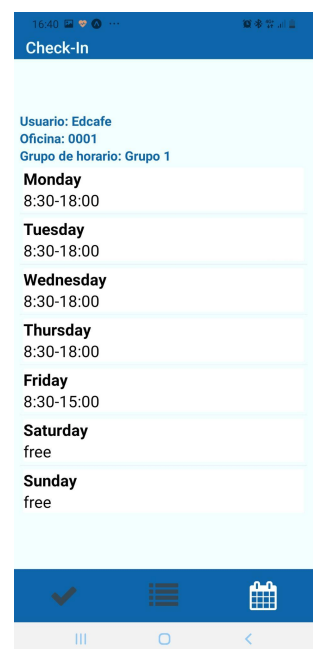 16:40
Check-In
Usuario: Edcafe
Oficina: 0001
Grupo de horario: Grupo 1
Monday
8:30-18:00
Tuesday
8:30-18:00
Wednesday
8:30-18:00
Thursday
8:30-18:00
Friday
8:30-15:00
Saturday
free
Sunday
free